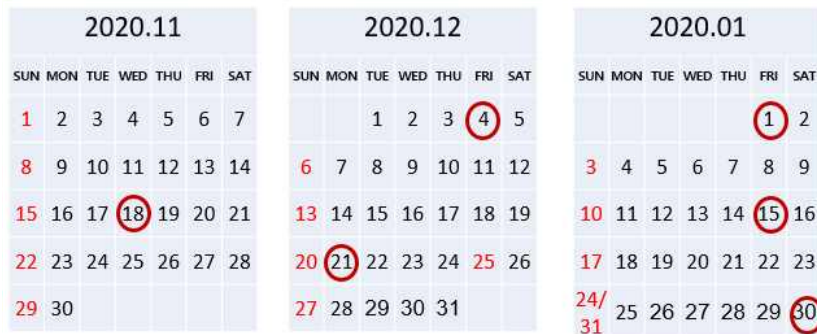 2020.11
SUN MON TUE WED THU FRI SAT
1 2 3 4 5 6 7
8 9 10 11 12 13 14
15 16 17 18 19 20 21
22 23 24 25 26 27 28
29 30
2020.12
SUN MON TUE WED THU FRI SAT
1 2 3 4 5
6 7 8 9 10 11 12
13 14 15 16 17 18 19
20 21 22 23 24 25 26
27 28 29 30 31
2020.01
SUN MON TUE WED THU FRI SAT
1 2
3 4 5 6 7 8 9
10 11 12 13 14 15 16
17 18 19 20 21 22 23
24/
31 25 26 27 28 29 30